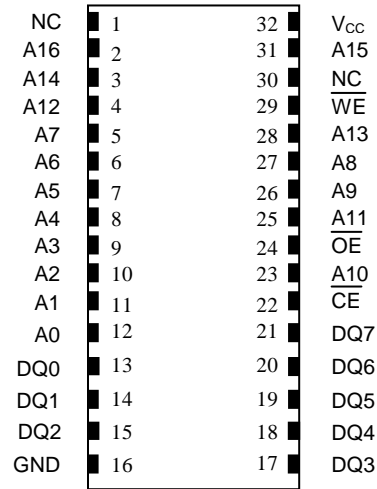 NC 1 32 VCC
A16 2 31 A15
A14 3 30 NC
A12 4 29 W̅E̅
A7 5 28 A13
A6 6 27 A8
A5 7 26 A9
A4 8 25 A11
A3 9 24 O̅E̅
A2 10 23 A10
A1 11 22 C̅E̅
A0 12 21 DQ7
DQ0 13 20 DQ6
DQ1 14 19 DQ5
DQ2 15 18 DQ4
GND 16 17 DQ3